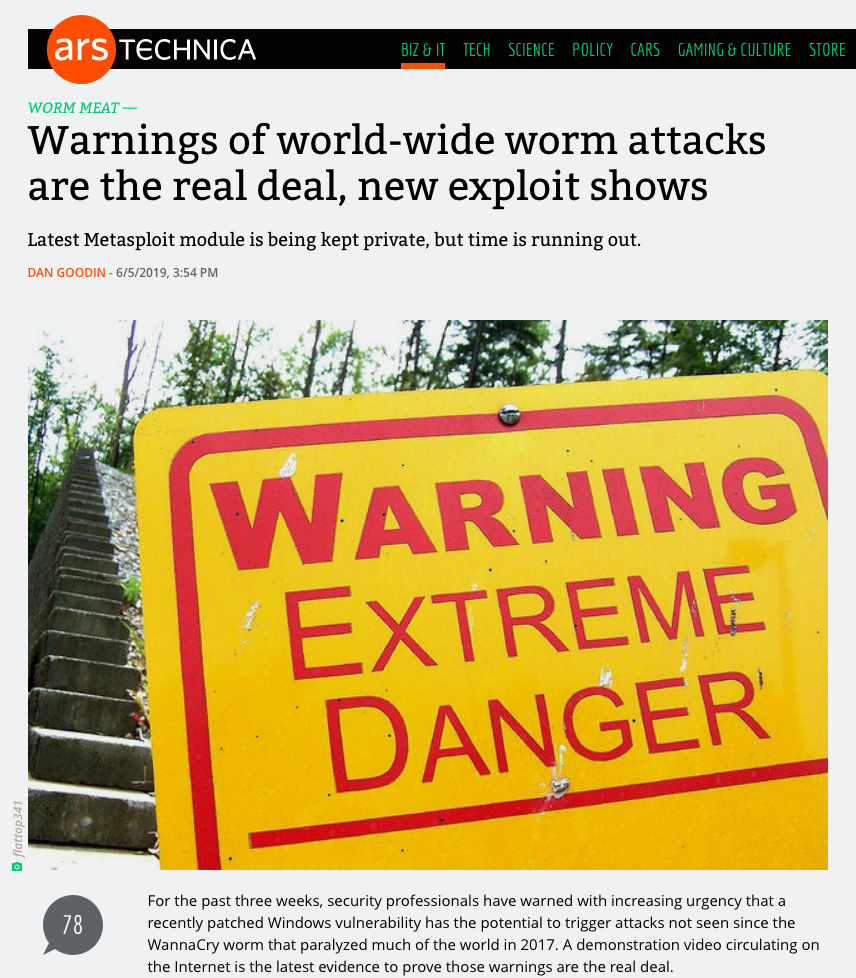 ars TECHNICA
BIZ & IT TECH SCIENCE POLICY CARS GAMING & CULTURE STORE
WORM MEAT —
Warnings of world-wide worm attacks
are the real deal, new exploit shows
Latest Metasploit module is being kept private, but time is running out.
DAN GOODIN - 6/5/2019, 3:54 PM
WARNING
EXTREME
DANGER
flattop341
78
For the past three weeks, security professionals have warned with increasing urgency that a
recently patched Windows vulnerability has the potential to trigger attacks not seen since the
WannaCry worm that paralyzed much of the world in 2017. A demonstration video circulating on
the Internet is the latest evidence to prove those warnings are the real deal.